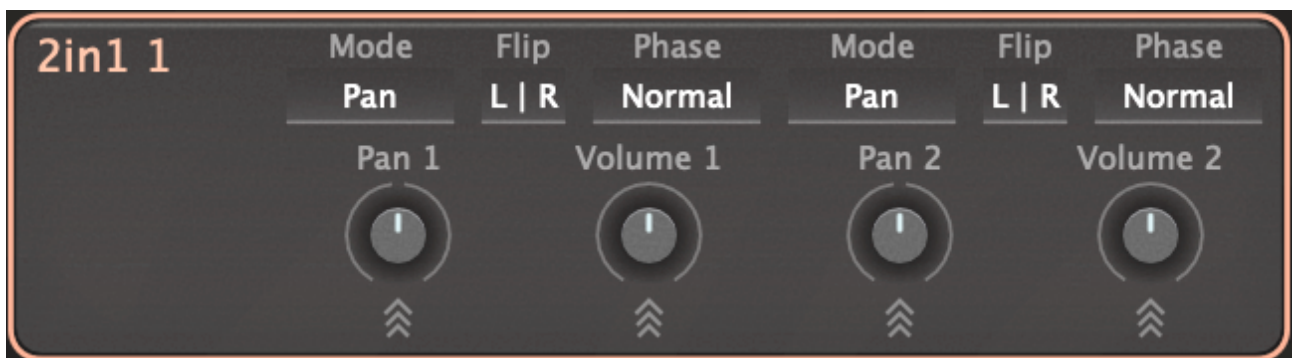 2in1 1 Mode Flip Phase Mode Flip Phase
Pan L | R Normal Pan L | R Normal
Pan 1 Volume 1 Pan 2 Volume 2